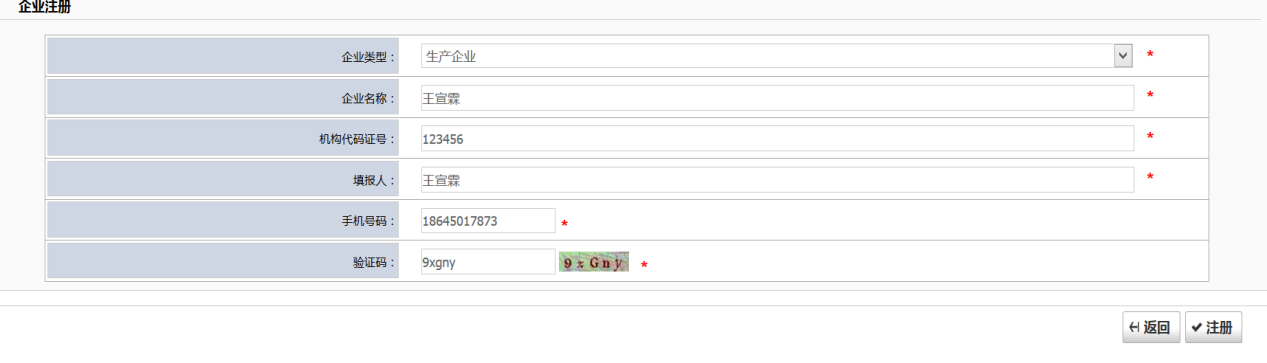 企业注册
企业类型： 生产企业 *
企业名称： 王宣霖 *
机构代码证号： 123456 *
填报人： 王宣霖 *
手机号码： 18645017873 *
验证码： 9xgny 9xGny *
返回 注册